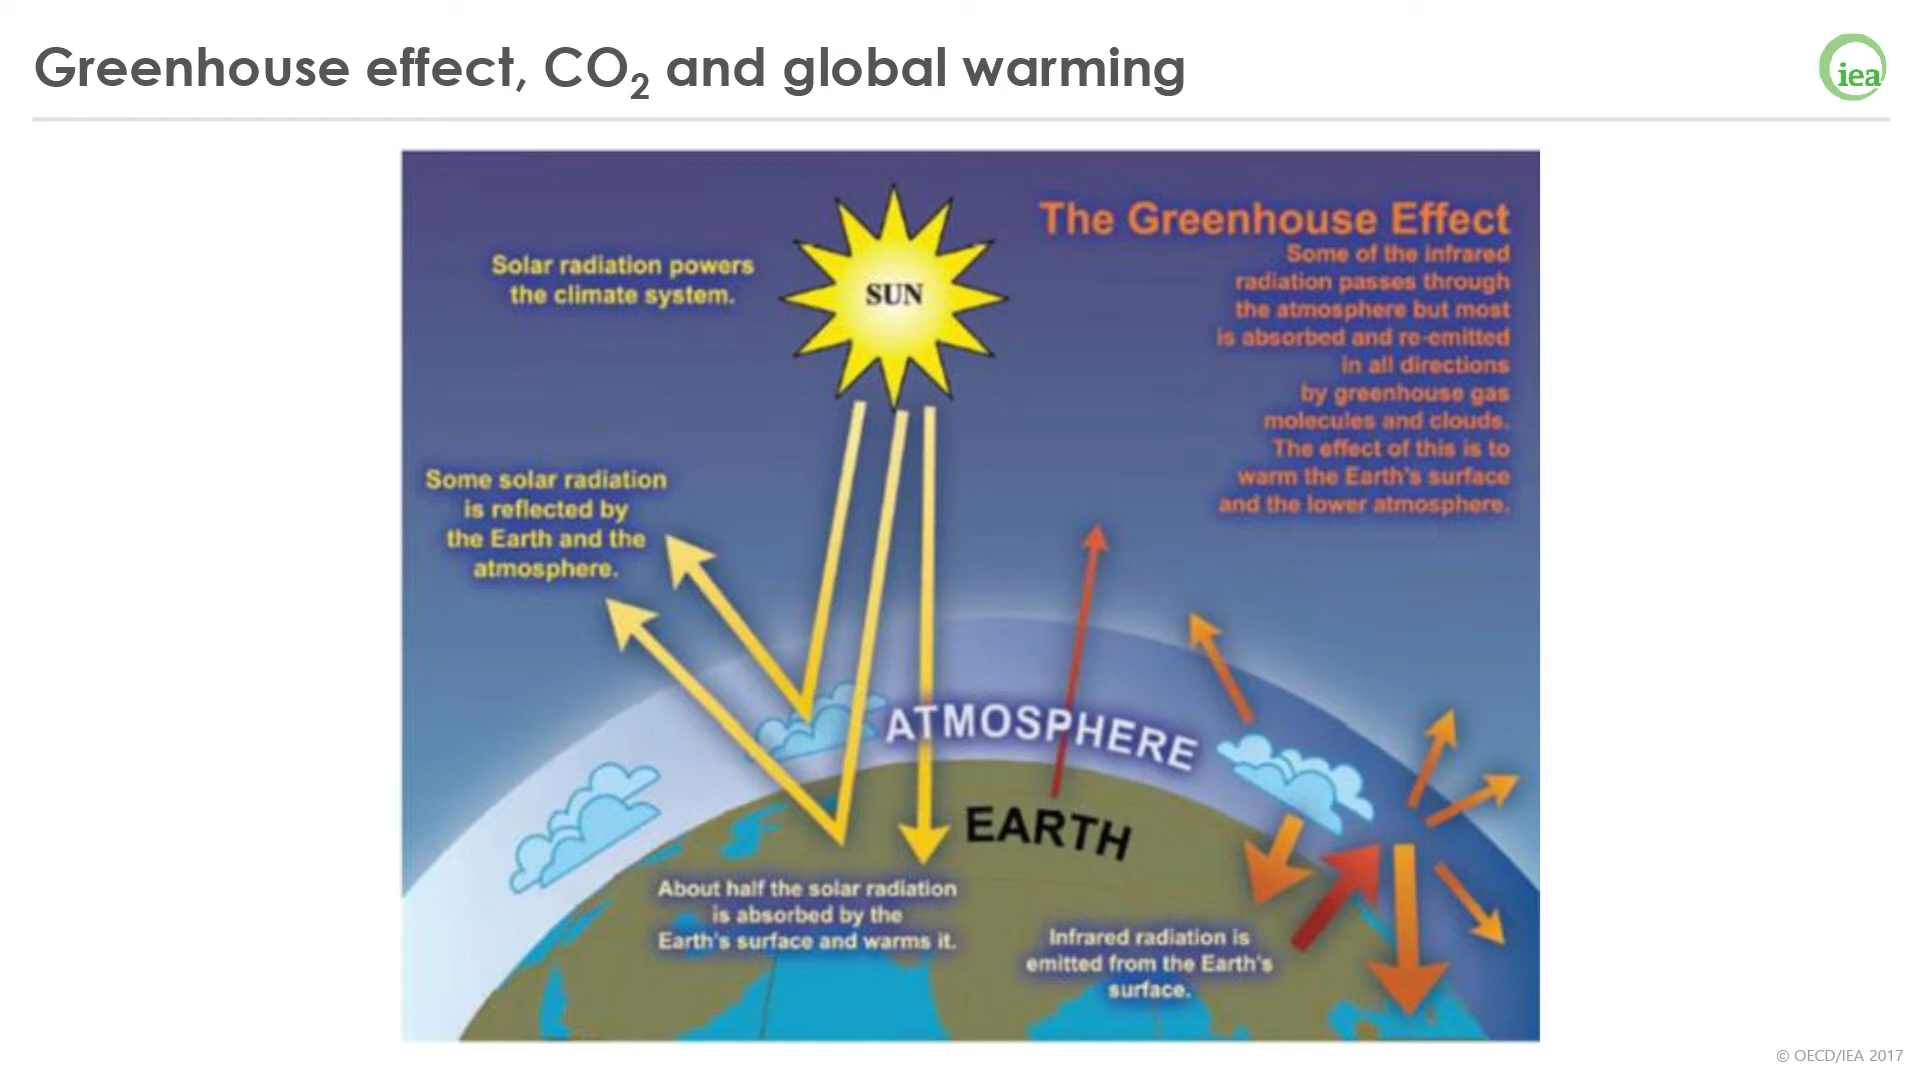 Greenhouse effect, CO₂ and global warming
iea
Solar radiation powers
the climate system.
SUN
The Greenhouse Effect
Some of the infrared
radiation passes through
the atmosphere but most
is absorbed and re-emitted
in all directions
by greenhouse gas
molecules and clouds.
The effect of this is to
warm the Earth's surface
and the lower atmosphere.
Some solar radiation
is reflected by
the Earth and the
atmosphere.
ATMOSPHERE
EARTH
About half the solar radiation
is absorbed by the
Earth's surface and warms it.
Infrared radiation is
emitted from the Earth's
surface.
© OECD/IEA 2017